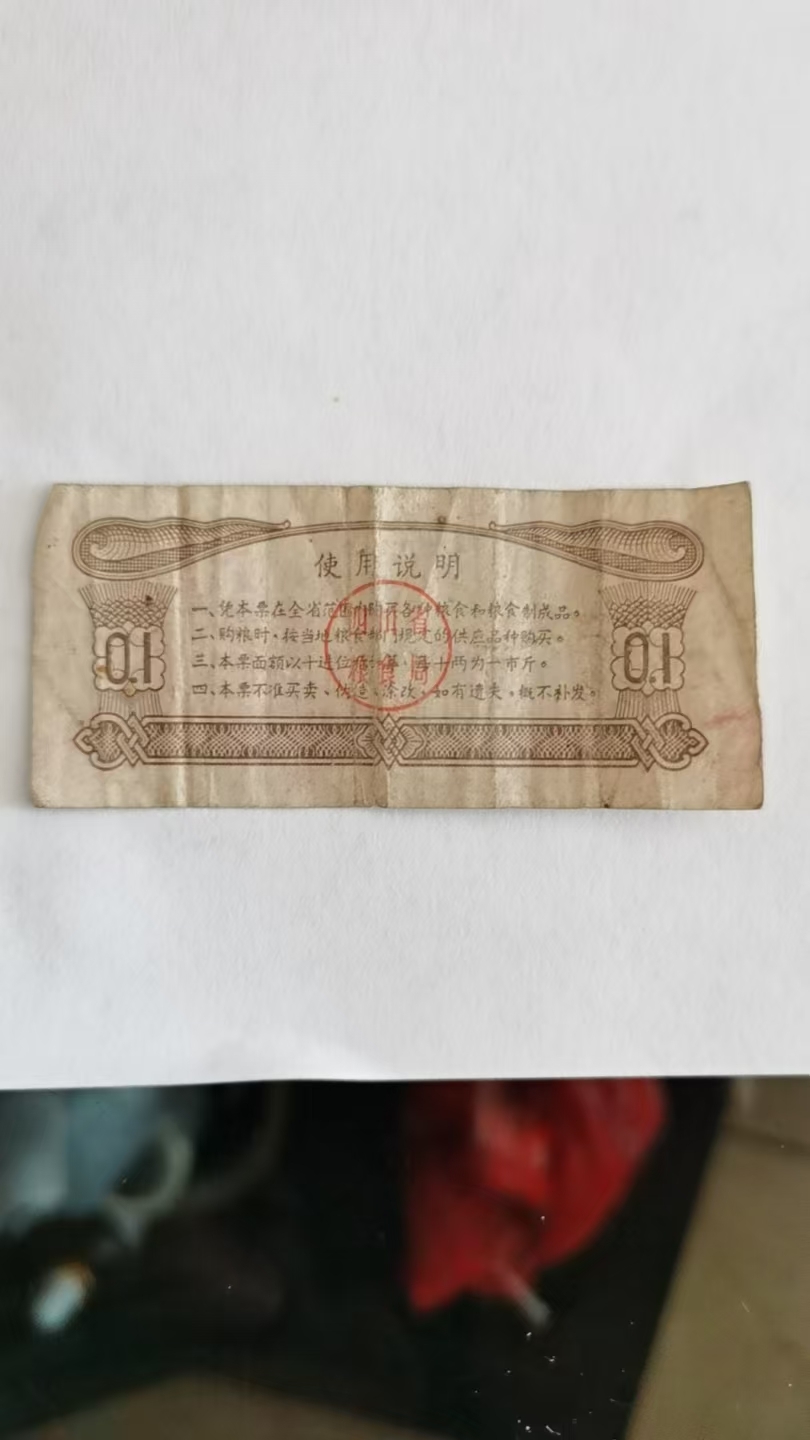 使用说明
一、凭本票在全省范围内购买各种粮食和粮食制成品。
二、购粮时，按当地粮食部门规定的供应品种购买。
0.1
0.1
三、本票面额以十进位计算，即十两为一市斤。
四、本票不准买卖、伪造、涂改，如有遗失，概不补发。
四川省
粮食局